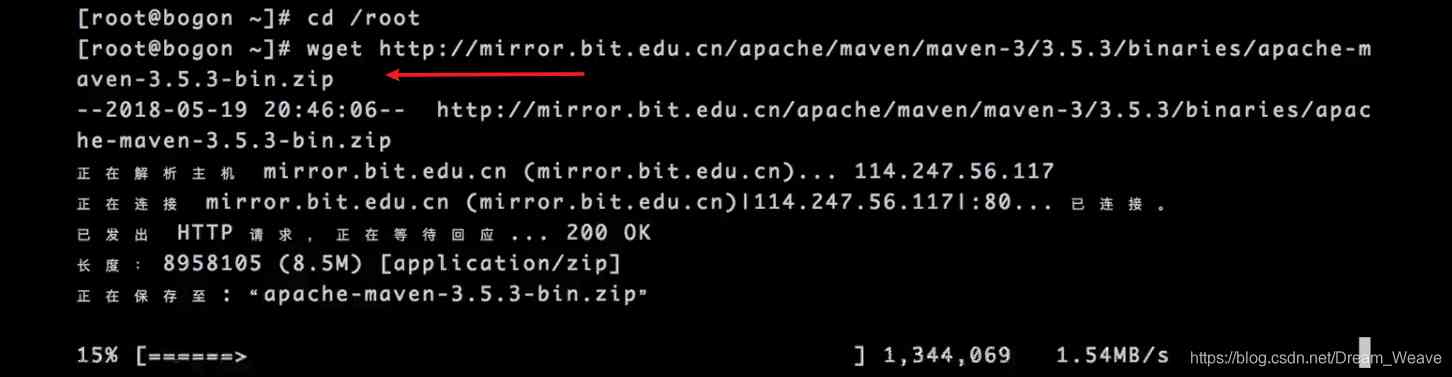 [root@bogon ~]# cd /root
[root@bogon ~]# wget http://mirror.bit.edu.cn/apache/maven/maven-3/3.5.3/binaries/apache-m
aven-3.5.3-bin.zip
--2018-05-19 20:46:06--  http://mirror.bit.edu.cn/apache/maven/maven-3/3.5.3/binaries/apac
he-maven-3.5.3-bin.zip
正在解析主机 mirror.bit.edu.cn (mirror.bit.edu.cn)... 114.247.56.117
正在连接 mirror.bit.edu.cn (mirror.bit.edu.cn)|114.247.56.117|:80... 已连接。
已发出 HTTP 请求，正在等待回应... 200 OK
长度：8958105 (8.5M) [application/zip]
正在保存至: “apache-maven-3.5.3-bin.zip”
15% [======>                                          ] 1,344,069   1.54MB/s
https://blog.csdn.net/Dream_Weave